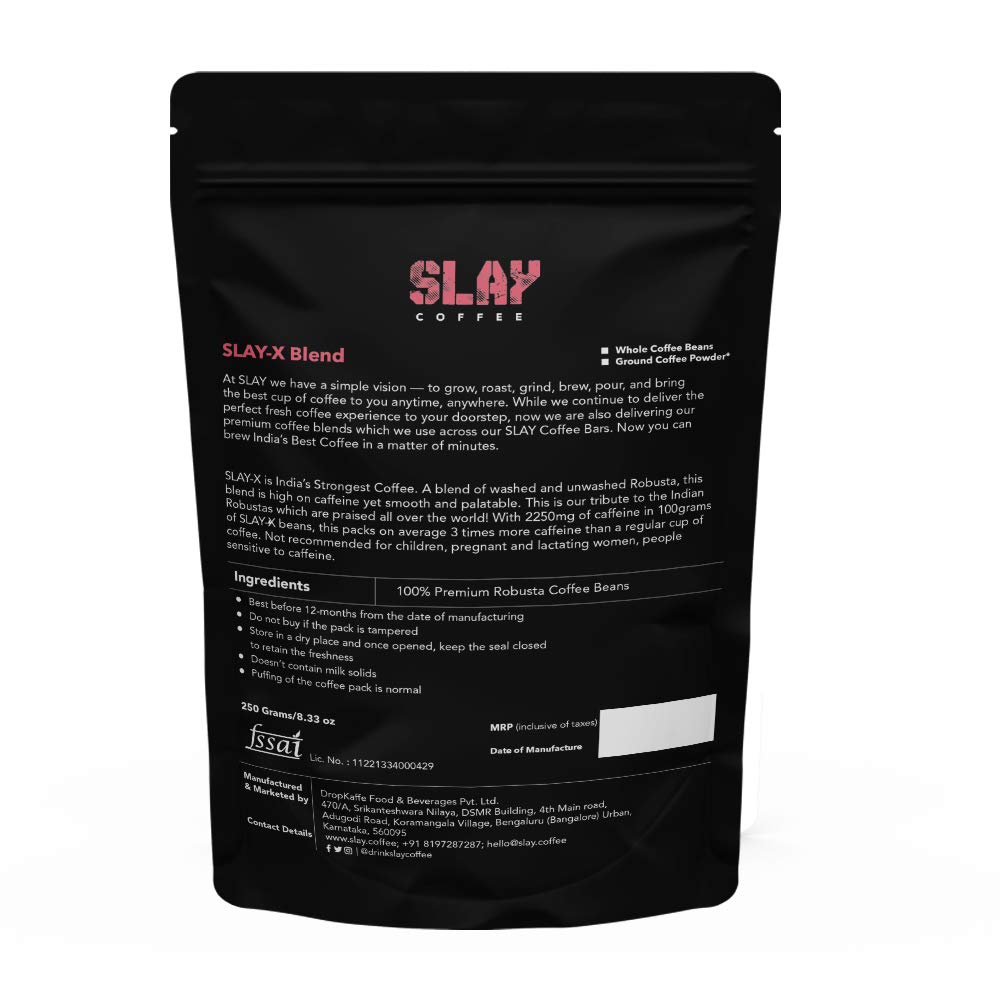 SLAY
COFFEE
SLAY-X Blend
Whole Coffee Beans
Ground Coffee Powder*
At SLAY we have a simple vision — to grow, roast, grind, brew, pour, and bring
the best cup of coffee to you anytime, anywhere. While we continue to deliver the
perfect fresh coffee experience to your doorstep, now we are also delivering our
premium coffee blends which we use across our SLAY Coffee Bars. Now you can
brew India's Best Coffee in a matter of minutes.
SLAY-X is India's Strongest Coffee. A blend of washed and unwashed Robusta, this
blend is high on caffeine yet smooth and palatable. This is our tribute to the Indian
Robustas which are praised all over the world! With 2250mg of caffeine in 100grams
of SLAY-X beans, this packs on average 3 times more caffeine than a regular cup of
coffee. Not recommended for children, pregnant and lactating women, people
sensitive to caffeine.
Ingredients
100% Premium Robusta Coffee Beans
• Best before 12-months from the date of manufacturing
• Do not buy if the pack is tampered
• Store in a dry place and once opened, keep the seal closed
to retain the freshness
• Doesn't contain milk solids
• Puffing of the coffee pack is normal
250 Grams/8.33 oz
fssai
Lic. No. : 11221334000429
MRP (inclusive of taxes)
Date of Manufacture
Manufactured
& Marketed by
DropKaffe Food & Beverages Pvt. Ltd.
470/A, Srikanteshwara Nilaya, DSMR Building, 4th Main road,
Adugodi Road, Koramangala Village, Bengaluru (Bangalore) Urban,
Karnataka, 560095
Contact Details
www.slay.coffee; +91 8197287287; hello@slay.coffee
| @drinkslaycoffee